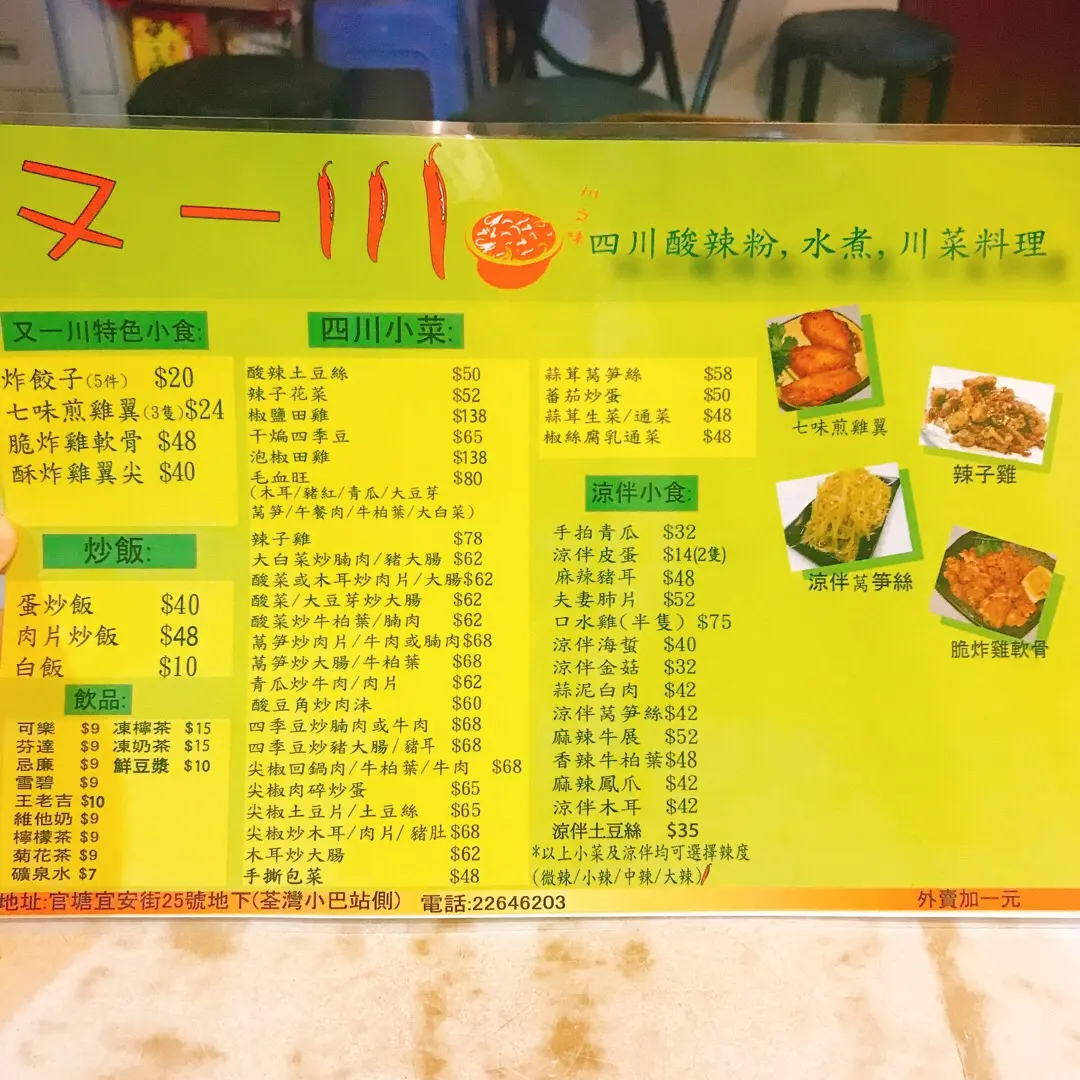 又一川
川之味
四川酸辣粉,水煮,川菜料理
又一川特色小食:
炸餃子(5件) $20
七味煎雞翼(3隻)$24
脆炸雞軟骨 $48
酥炸雞翼尖 $40
炒飯:
蛋炒飯 $40
肉片炒飯 $48
白飯 $10
飲品:
可樂 $9 凍檸茶 $15
芬達 $9 凍奶茶 $15
忌廉 $9 鮮豆漿 $10
雪碧 $9
王老吉 $10
維他奶 $9
檸檬茶 $9
菊花茶 $9
礦泉水 $7
四川小菜:
酸辣土豆絲 $50
辣子花菜 $52
椒鹽田雞 $138
干煸四季豆 $65
泡椒田雞 $138
毛血旺 $80
(木耳/豬紅/青瓜/大豆芽
萵笋/午餐肉/牛柏葉/大白菜)
辣子雞 $78
大白菜炒腩肉/豬大腸 $62
酸菜或木耳炒肉片/大腸$62
酸菜/大豆芽炒大腸 $62
酸菜炒牛柏葉/腩肉 $62
萵笋炒肉片/牛肉或腩肉$68
萵笋炒大腸/牛柏葉 $68
青瓜炒牛肉/肉片 $62
酸豆角炒肉沫 $60
四季豆炒腩肉或牛肉 $68
四季豆炒豬大腸/豬耳 $68
尖椒回鍋肉/牛柏葉/牛肉 $68
尖椒肉碎炒蛋 $65
尖椒土豆片/土豆絲 $65
尖椒炒木耳/肉片/豬肚 $68
木耳炒大腸 $62
手撕包菜 $48
蒜茸萵笋絲 $58
番茄炒蛋 $50
蒜茸生菜/通菜 $48
椒絲腐乳通菜 $48
涼伴小食:
手拍青瓜 $32
涼伴皮蛋 $14(2隻)
麻辣豬耳 $48
夫妻肺片 $52
口水雞(半隻) $75
涼伴海蜇 $40
涼伴金菇 $32
蒜泥白肉 $42
涼伴萵笋絲$42
麻辣牛展 $52
香辣牛柏葉$48
麻辣鳳爪 $42
涼伴木耳 $42
涼伴土豆絲 $35
*以上小菜及涼伴均可選擇辣度
(微辣/小辣/中辣/大辣)
七味煎雞翼
辣子雞
涼伴萵笋絲
脆炸雞軟骨
地址:官塘宜安街25號地下(荃灣小巴站側) 電話:22646203
外賣加一元